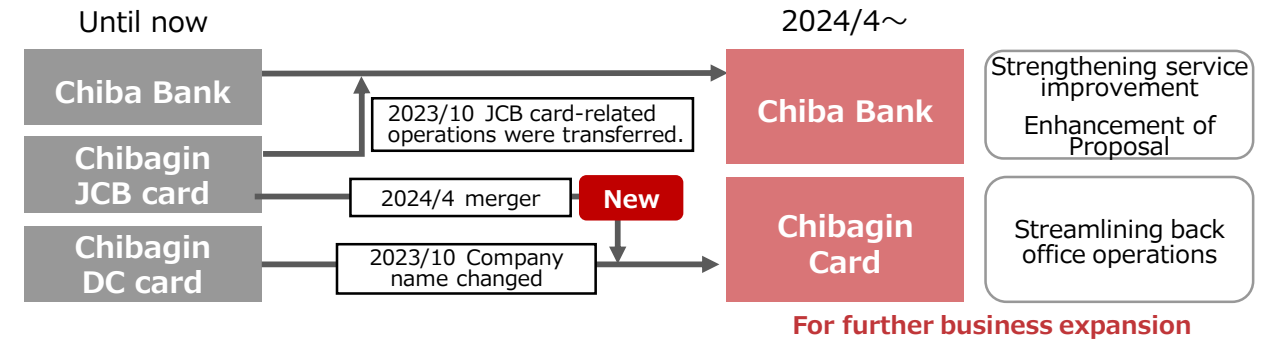 Until now
2024/4～
Chiba Bank
2023/10 JCB card-related
operations were transferred.
Chiba Bank
Strengthening service
improvement
Enhancement of
Proposal
Chibagin
JCB card
2024/4 merger
New
Chibagin
DC card
2023/10 Company
name changed
Chibagin
Card
Streamlining back
office operations
For further business expansion